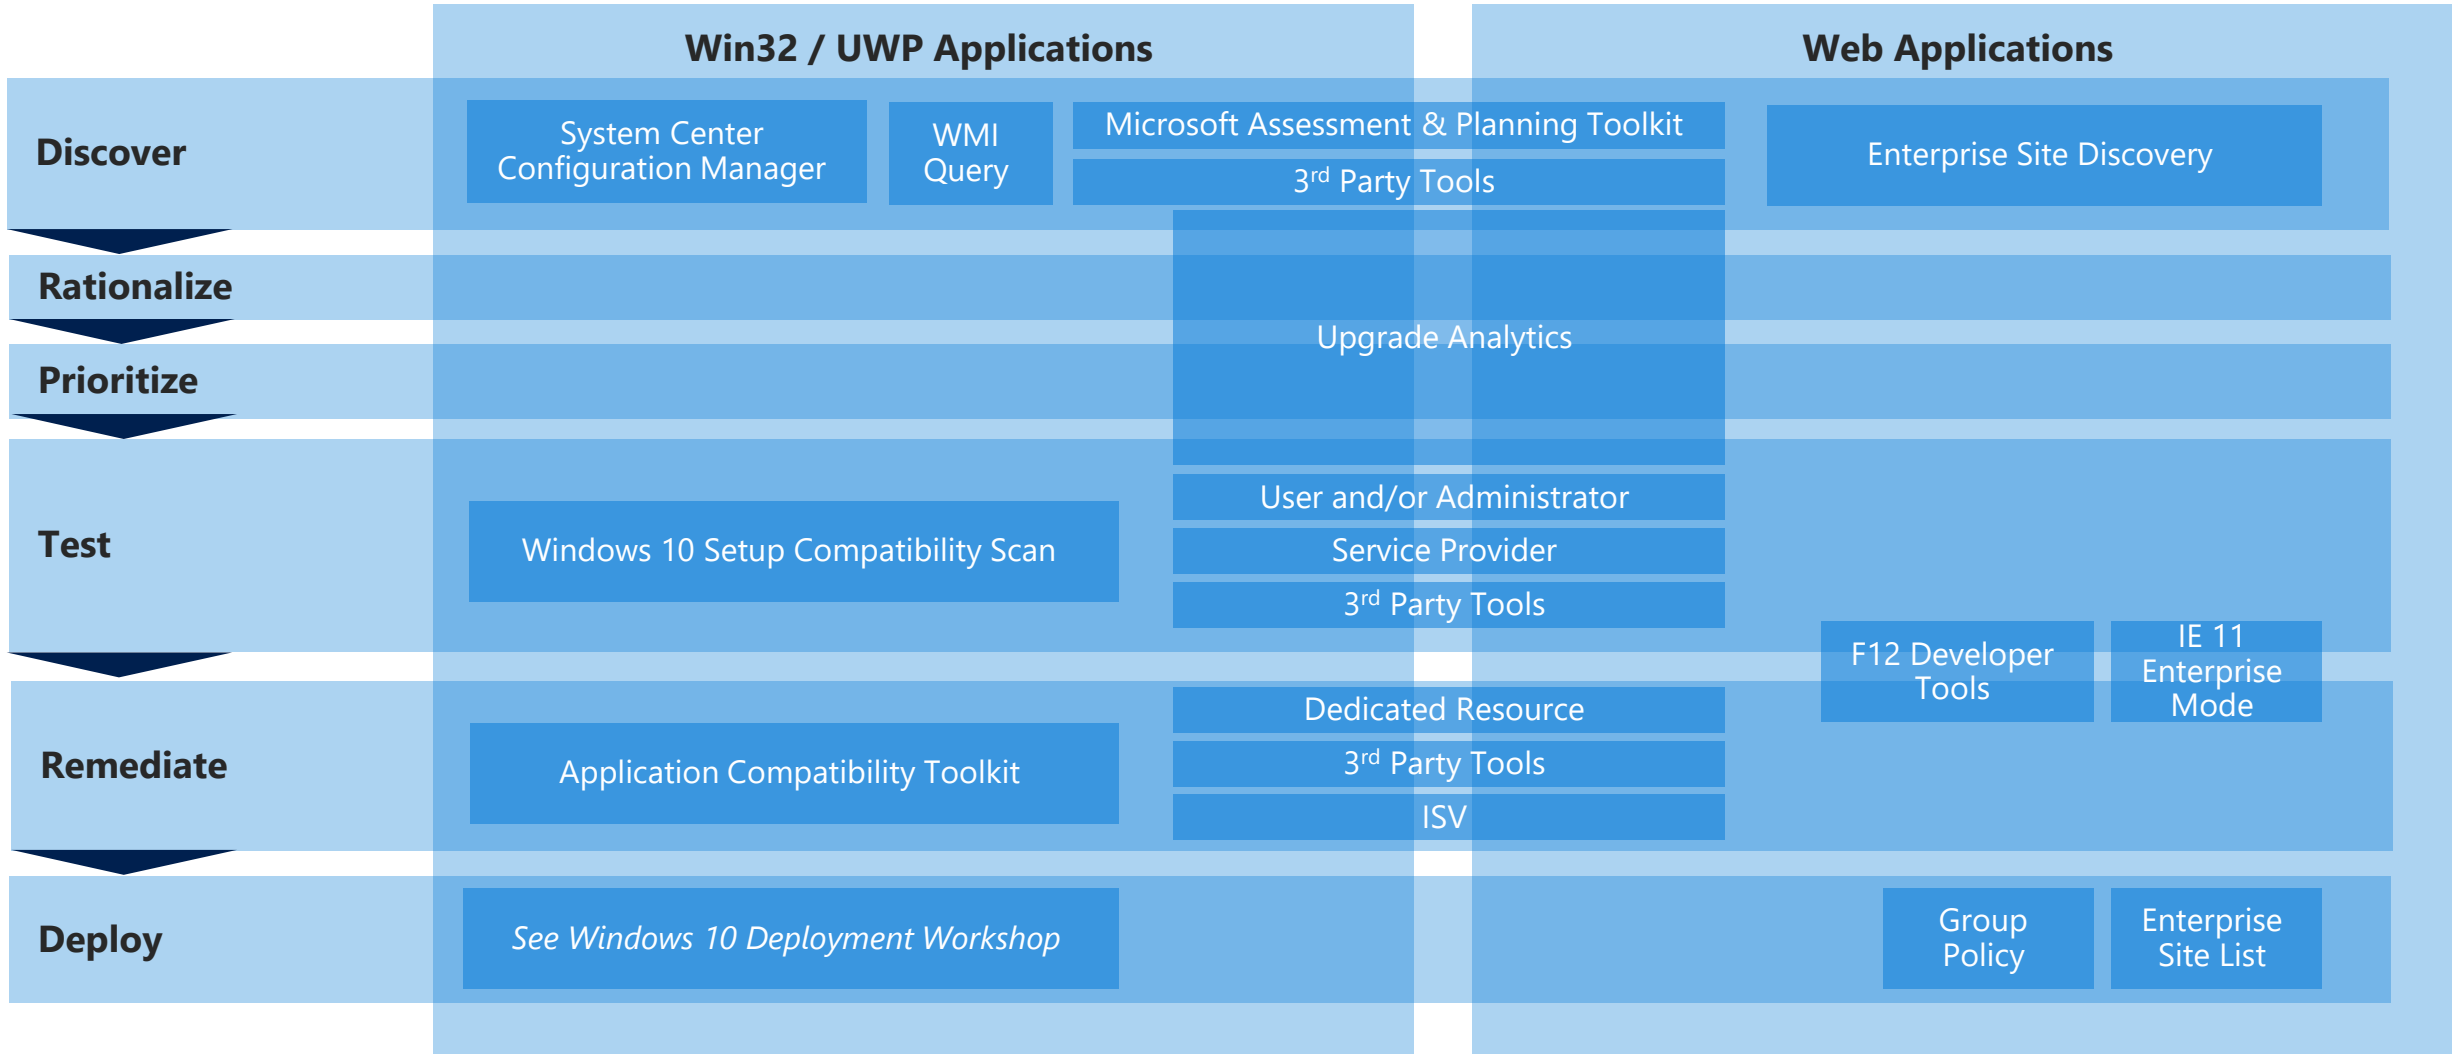 Win32 / UWP Applications
Web Applications
Discover
System Center
Configuration Manager
WMI
Query
Microsoft Assessment & Planning Toolkit
3rd Party Tools
Enterprise Site Discovery
Rationalize
Upgrade Analytics
Prioritize
Test
Windows 10 Setup Compatibility Scan
User and/or Administrator
Service Provider
3rd Party Tools
F12 Developer
Tools
IE 11
Enterprise
Mode
Remediate
Application Compatibility Toolkit
Dedicated Resource
3rd Party Tools
ISV
Deploy
See Windows 10 Deployment Workshop
Group
Policy
Enterprise
Site List